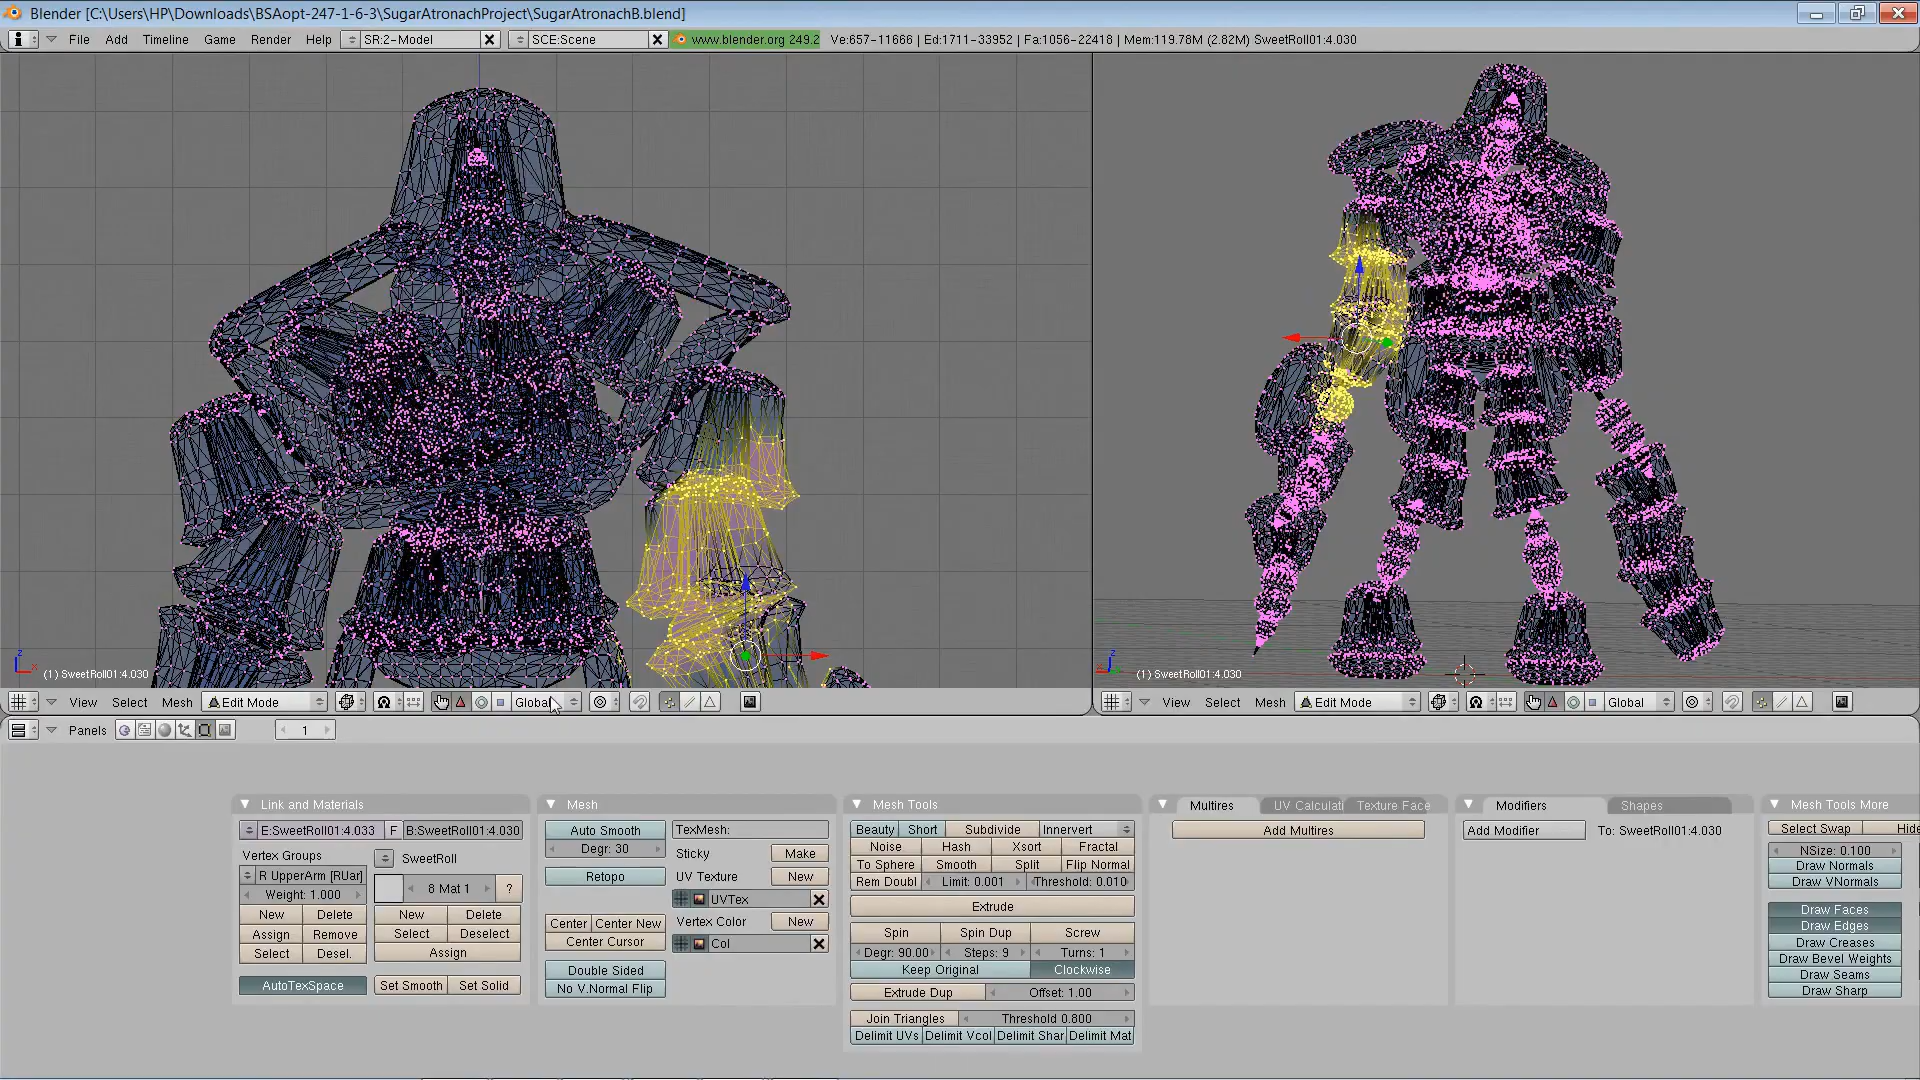 Blender [C:\Users\HP\Downloads\BSAopt-247-1-6-3\SugarAtronachProject\SugarAtronachB.blend]
File Add Timeline Game Render Help SR:2-Model SCE:Scene www.blender.org 249.2 Ve:657-11666 | Ed:1711-33952 | Fa:1056-22418 | Mem:119.78M (2.82M) SweetRoll01:4.030
(1) SweetRoll01:4.030
(1) SweetRoll01:4.030
View Select Mesh Edit Mode Global
View Select Mesh Edit Mode Global
Panels 1
Link and Materials
E:SweetRoll01:4.033 F B:SweetRoll01:4.030
Vertex Groups SweetRoll
R UpperArm [RUar]
Weight: 1.000 8 Mat 1 ?
New Delete New Delete
Assign Remove Select Deselect
Select Desel. Assign
AutoTexSpace Set Smooth Set Solid
Mesh
Auto Smooth TexMesh:
Degr: 30 Sticky Make
Retopo UV Texture New
UVTex
Center Center New Vertex Color New
Center Cursor Col
Double Sided
No V.Normal Flip
Mesh Tools
Beauty Short Subdivide Innervert
Noise Hash Xsort Fractal
To Sphere Smooth Split Flip Normal
Rem Doubl Limit: 0.001 Threshold: 0.010
Extrude
Spin Spin Dup Screw
Degr: 90.00 Steps: 9 Turns: 1
Keep Original Clockwise
Extrude Dup Offset: 1.00
Join Triangles Threshold 0.800
Delimit UVs Delimit Vcol Delimit Shar Delimit Mat
Multires UV Calculati Texture Face
Add Multires
Modifiers Shapes
Add Modifier To: SweetRoll01:4.030
Mesh Tools More
Select Swap Hide
NSize: 0.100
Draw Normals
Draw VNormals
Draw Faces
Draw Edges
Draw Creases
Draw Bevel Weights
Draw Seams
Draw Sharp